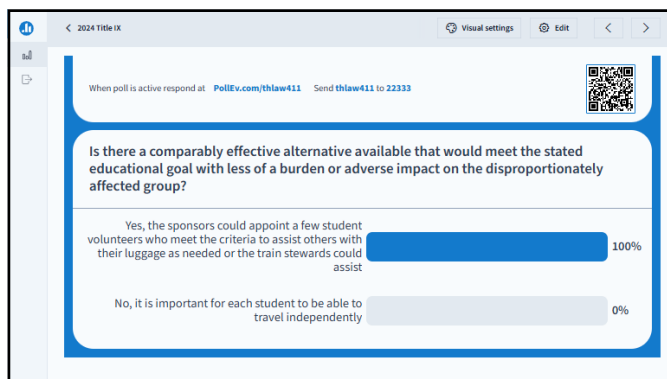 2024 Title IX
Visual settings
Edit
When poll is active respond at PollEv.com/thlaw411 Send thlaw411 to 22333
Is there a comparably effective alternative available that would meet the stated
educational goal with less of a burden or adverse impact on the disproportionately
affected group?
Yes, the sponsors could appoint a few student
volunteers who meet the criteria to assist others with
their luggage as needed or the train stewards could
assist
100%
No, it is important for each student to be able to
travel independently
0%